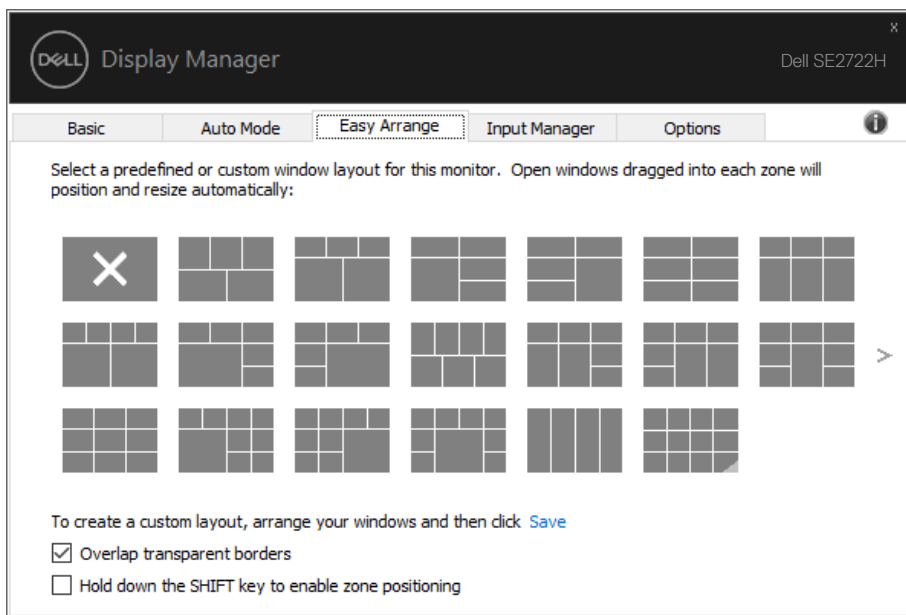 x
DELL Display Manager
Dell SE2722H
Basic Auto Mode Easy Arrange Input Manager Options
Select a predefined or custom window layout for this monitor. Open windows dragged into each zone will
position and resize automatically:
>
To create a custom layout, arrange your windows and then click Save
Overlap transparent borders
Hold down the SHIFT key to enable zone positioning